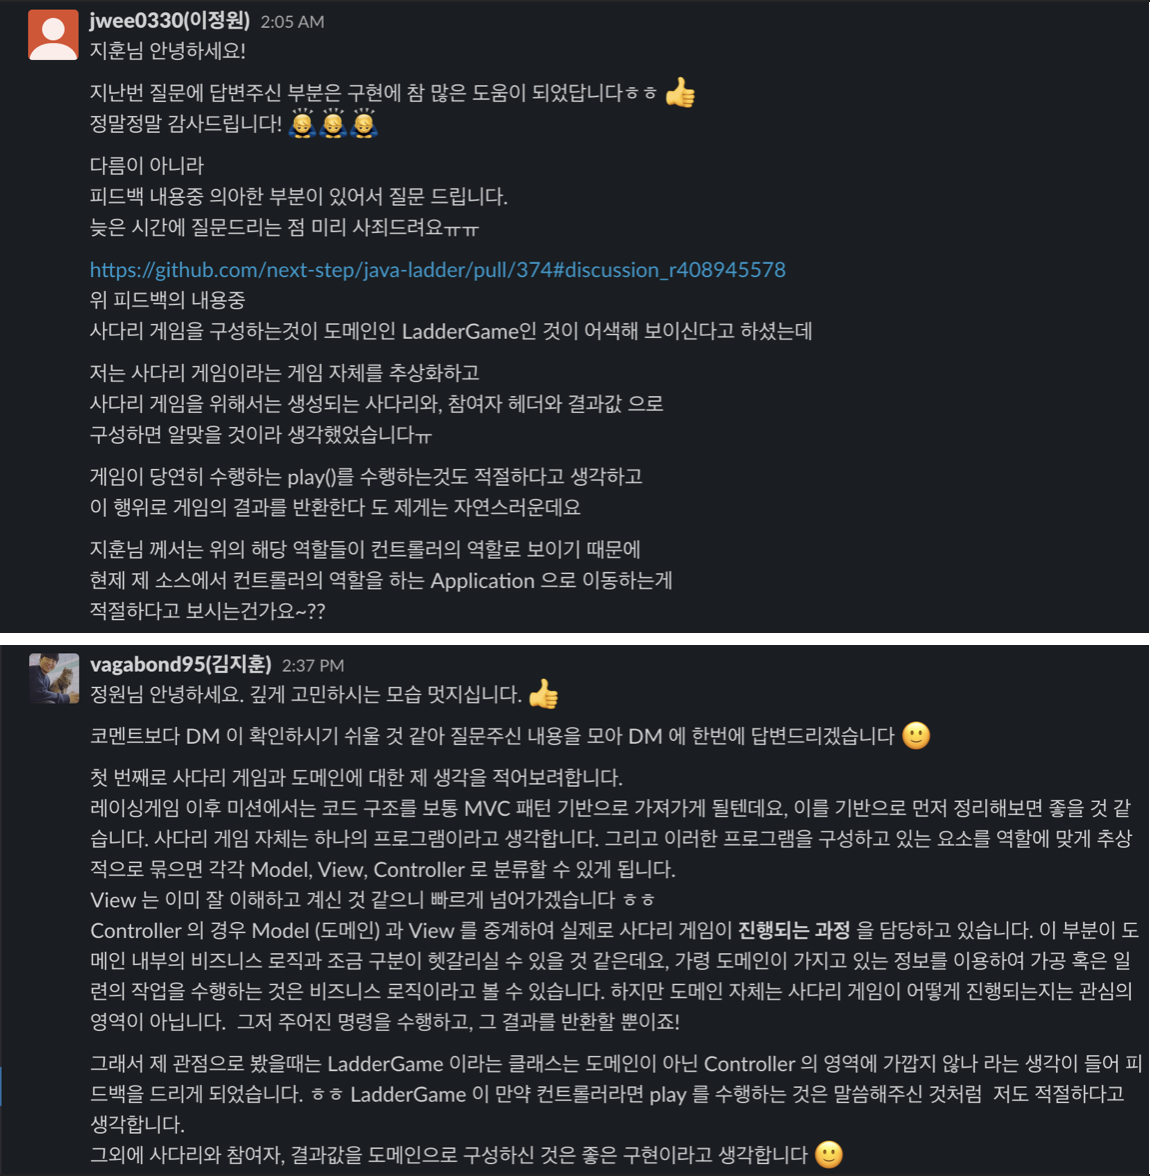 jwee0330(이정원) 2:05 AM
지훈님 안녕하세요!
지난번 질문에 답변주신 부분은 구현에 참 많은 도움이 되었답니다ㅎㅎ 👍
정말정말 감사드립니다! 🙇🙇🙇
다름이 아니라
피드백 내용중 의아한 부분이 있어서 질문 드립니다.
늦은 시간에 질문드리는 점 미리 사죄드려요ㅠㅠ
https://github.com/next-step/java-ladder/pull/374#discussion_r408945578
위 피드백의 내용중
사다리 게임을 구성하는것이 도메인인 LadderGame인 것이 어색해 보이신다고 하셨는데
저는 사다리 게임이라는 게임 자체를 추상화하고
사다리 게임을 위해서는 생성되는 사다리와, 참여자 헤더와 결과값 으로
구성하면 알맞을 것이라 생각했었습니다ㅠ
게임이 당연히 수행하는 play()를 수행하는것도 적절하다고 생각하고
이 행위로 게임의 결과를 반환한다 도 제게는 자연스러운데요
지훈님 께서는 위의 해당 역할들이 컨트롤러의 역할로 보이기 때문에
현제 제 소스에서 컨트롤러의 역할을 하는 Application 으로 이동하는게
적절하다고 보시는건가요~??
vagabond95(김지훈) 2:37 PM
정원님 안녕하세요. 깊게 고민하시는 모습 멋지십니다. 👍
코멘트보다 DM 이 확인하시기 쉬울 것 같아 질문주신 내용을 모아 DM 에 한번에 답변드리겠습니다 🙂
첫 번째로 사다리 게임과 도메인에 대한 제 생각을 적어보려합니다.
레이싱게임 이후 미션에서는 코드 구조를 보통 MVC 패턴 기반으로 가져가게 될텐데요, 이를 기반으로 먼저 정리해보면 좋을 것 같
습니다. 사다리 게임 자체는 하나의 프로그램이라고 생각합니다. 그리고 이러한 프로그램을 구성하고 있는 요소를 역할에 맞게 추상
적으로 묶으면 각각 Model, View, Controller 로 분류할 수 있게 됩니다.
View 는 이미 잘 이해하고 계신 것 같으니 빠르게 넘어가겠습니다 ㅎㅎ
Controller 의 경우 Model (도메인) 과 View 를 중계하여 실제로 사다리 게임이 진행되는 과정 을 담당하고 있습니다. 이 부분이 도
메인 내부의 비즈니스 로직과 조금 구분이 헷갈리실 수 있을 것 같은데요, 가령 도메인이 가지고 있는 정보를 이용하여 가공 혹은 일
련의 작업을 수행하는 것은 비즈니스 로직이라고 볼 수 있습니다. 하지만 도메인 자체는 사다리 게임이 어떻게 진행되는지는 관심의
영역이 아닙니다. 그저 주어진 명령을 수행하고, 그 결과를 반환할 뿐이죠!
그래서 제 관점으로 봤을때는 LadderGame 이라는 클래스는 도메인이 아닌 Controller 의 영역에 가깝지 않나 라는 생각이 들어 피
드백을 드리게 되었습니다. ㅎㅎ LadderGame 이 만약 컨트롤러라면 play 를 수행하는 것은 말씀해주신 것처럼 저도 적절하다고
생각합니다.
그외에 사다리와 참여자, 결과값을 도메인으로 구성하신 것은 좋은 구현이라고 생각합니다 🙂